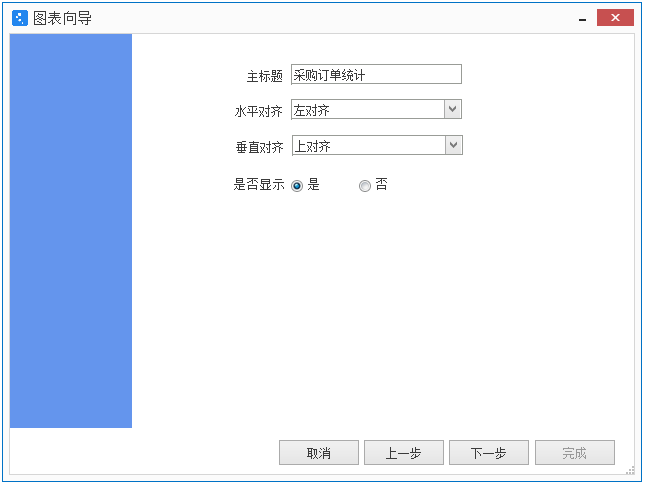 图表向导
主标题 采购订单统计
水平对齐 左对齐
垂直对齐 上对齐
是否显示 是 否
取消 上一步 下一步 完成